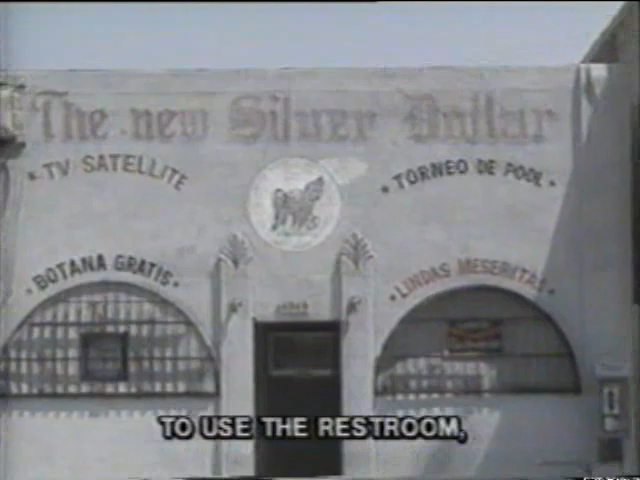 The new Silver Dollar
• TV SATELLITE •
• TORNEO DE POOL •
• BOTANA GRATIS •
• LINDAS MESERITAS •
TO USE THE RESTROOM,